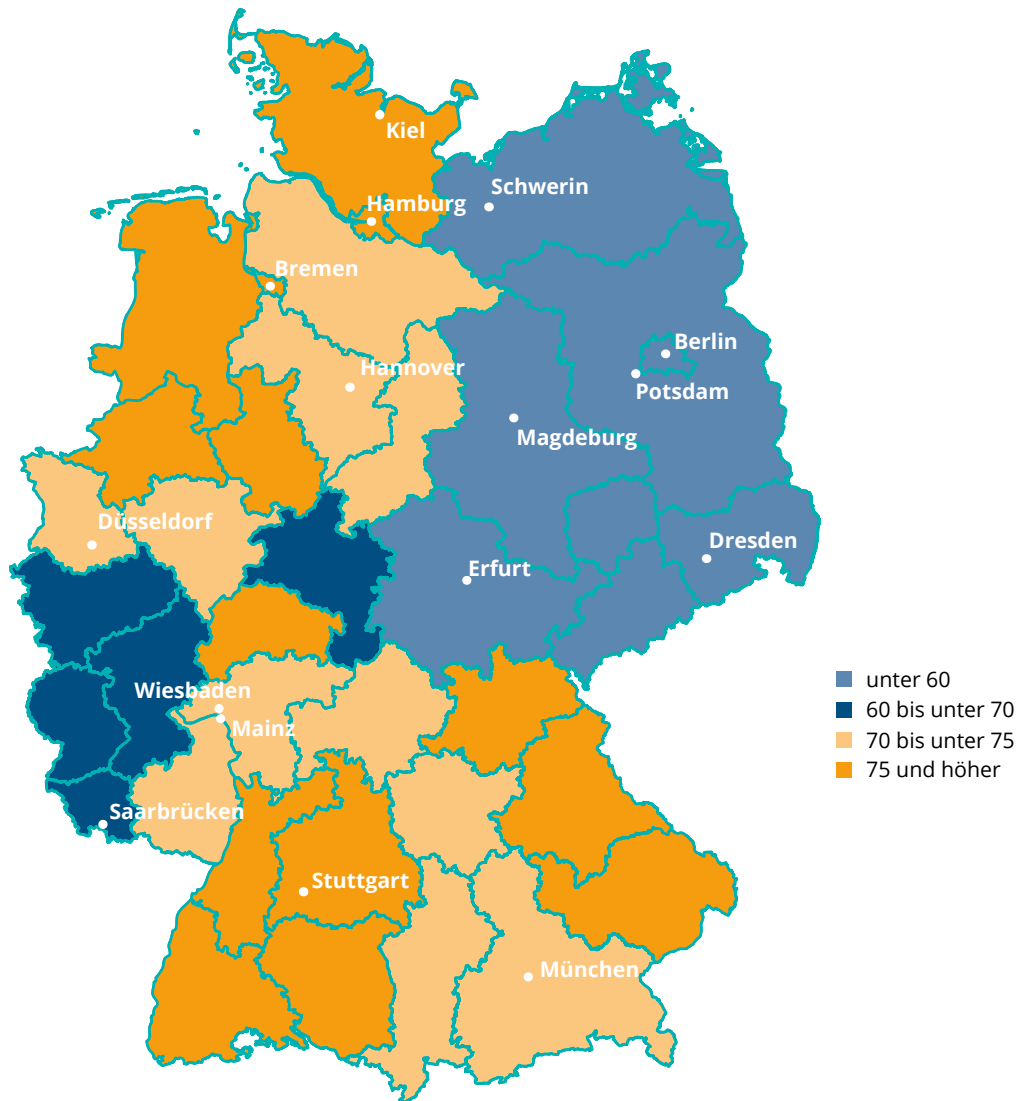 Kiel
Schwerin
Hamburg
Bremen
Berlin
Hannover
Potsdam
Magdeburg
Düsseldorf
Dresden
Erfurt
Wiesbaden
Mainz
Saarbrücken
Stuttgart
München
unter 60
60 bis unter 70
70 bis unter 75
75 und höher